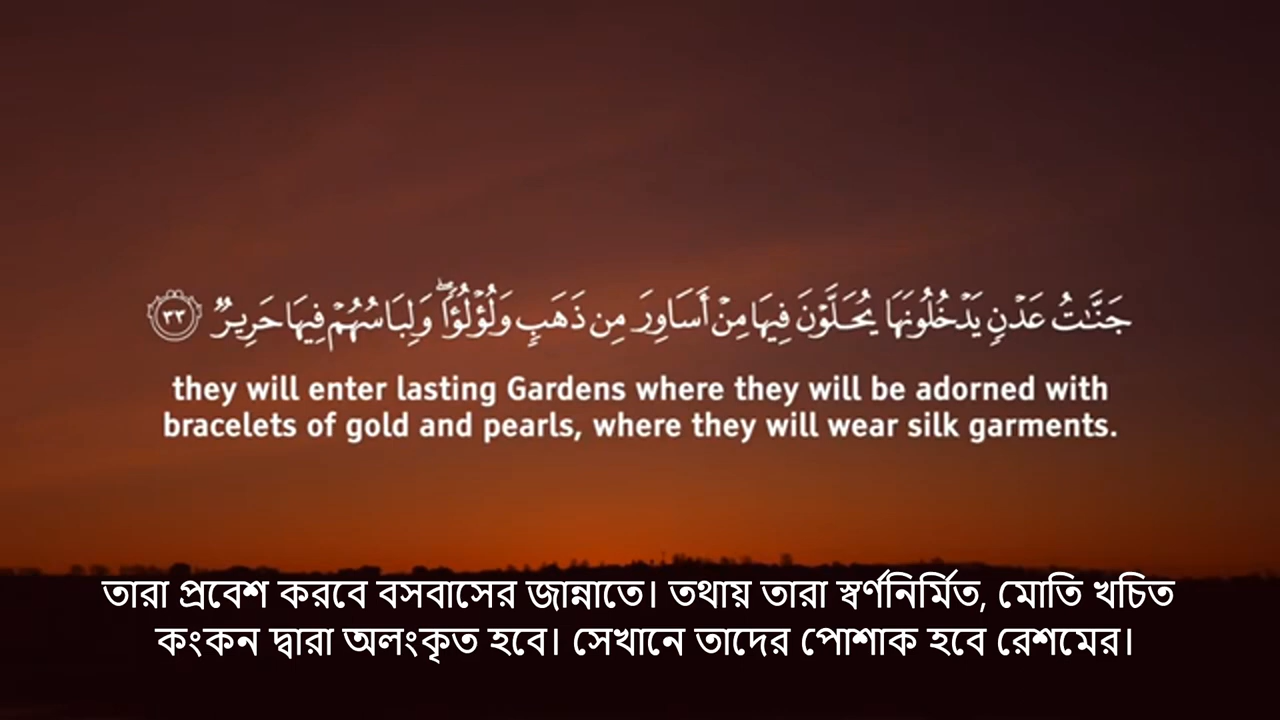 جَنَّٰتُ عَدْنٍ يَدْخُلُونَهَا يُحَلَّوْنَ فِيهَا مِنْ أَسَاوِرَ مِن ذَهَبٍ وَلُؤْلُؤًا ۖ وَلِبَاسُهُمْ فِيهَا حَرِيرٌ ٣٣
they will enter lasting Gardens where they will be adorned with
bracelets of gold and pearls, where they will wear silk garments.
তারা প্রবেশ করবে বসবাসের জান্নাতে। তথায় তারা স্বর্ণনির্মিত, মোতি খচিত
কংকন দ্বারা অলংকৃত হবে। সেখানে তাদের পোশাক হবে রেশমের।